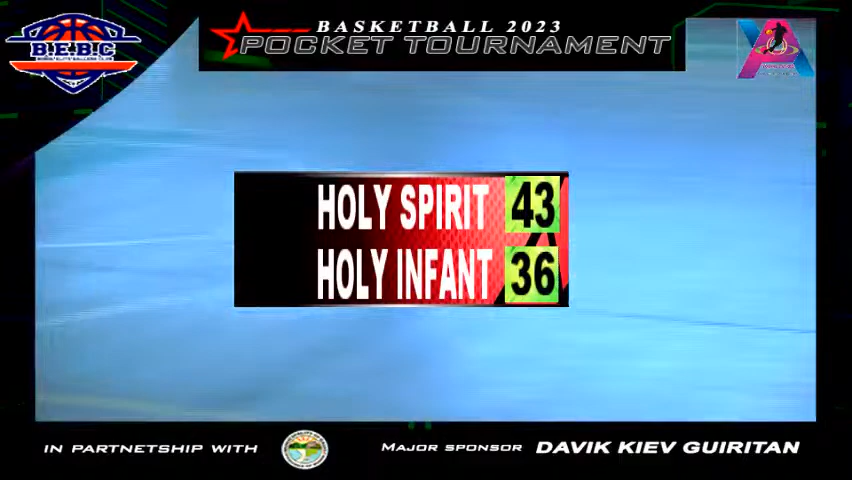 B.E.B.C
BASKETBALL 2023
POCKET TOURNAMENT
HOLY SPIRIT 43
HOLY INFANT 36
IN PARTNETSHIP WITH
MAJOR SPONSOR DAVIK KIEV GUIRITAN